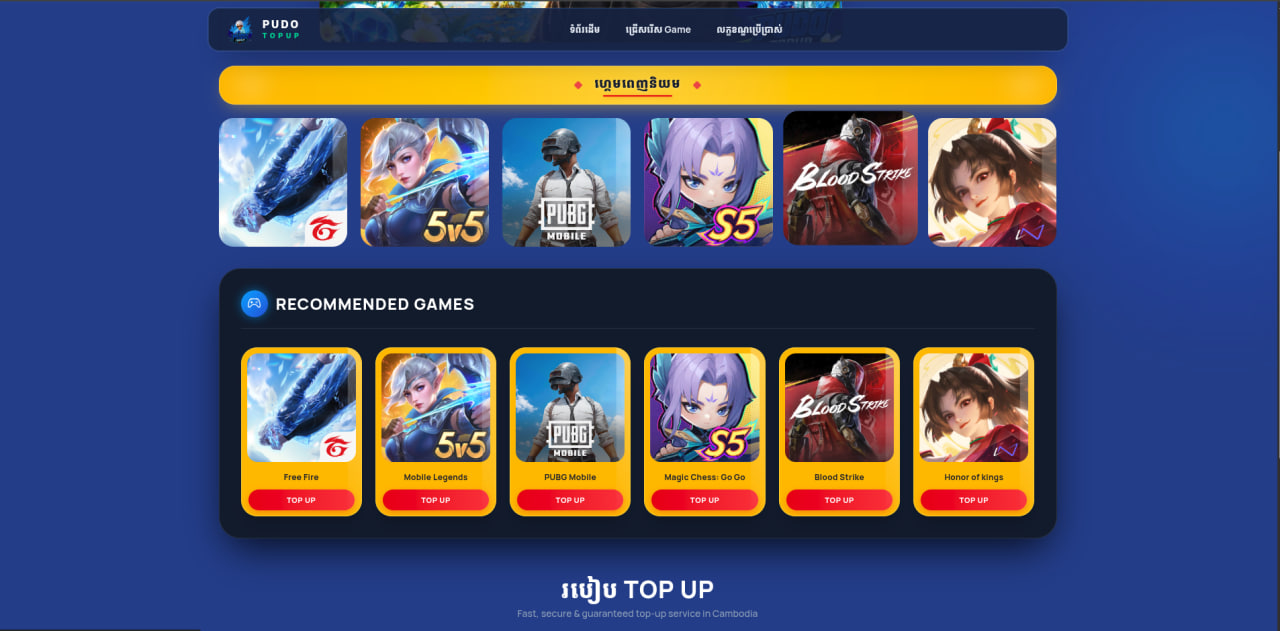 PUDO
TOPUP
ទំព័រដើម
ជ្រើសរើស Game
លក្ខខណ្ឌប្រើប្រាស់
ហ្គេមពេញនិយម
5v5
PUBG
MOBILE
S5
BLOOD STRIKE
RECOMMENDED GAMES
5v5
PUBG
MOBILE
S5
BLOOD STRIKE
Free Fire
Mobile Legends
PUBG Mobile
Magic Chess: Go Go
Blood Strike
Honor of kings
TOP UP
TOP UP
TOP UP
TOP UP
TOP UP
TOP UP
របៀប TOP UP
Fast, secure & guaranteed top-up service in Cambodia